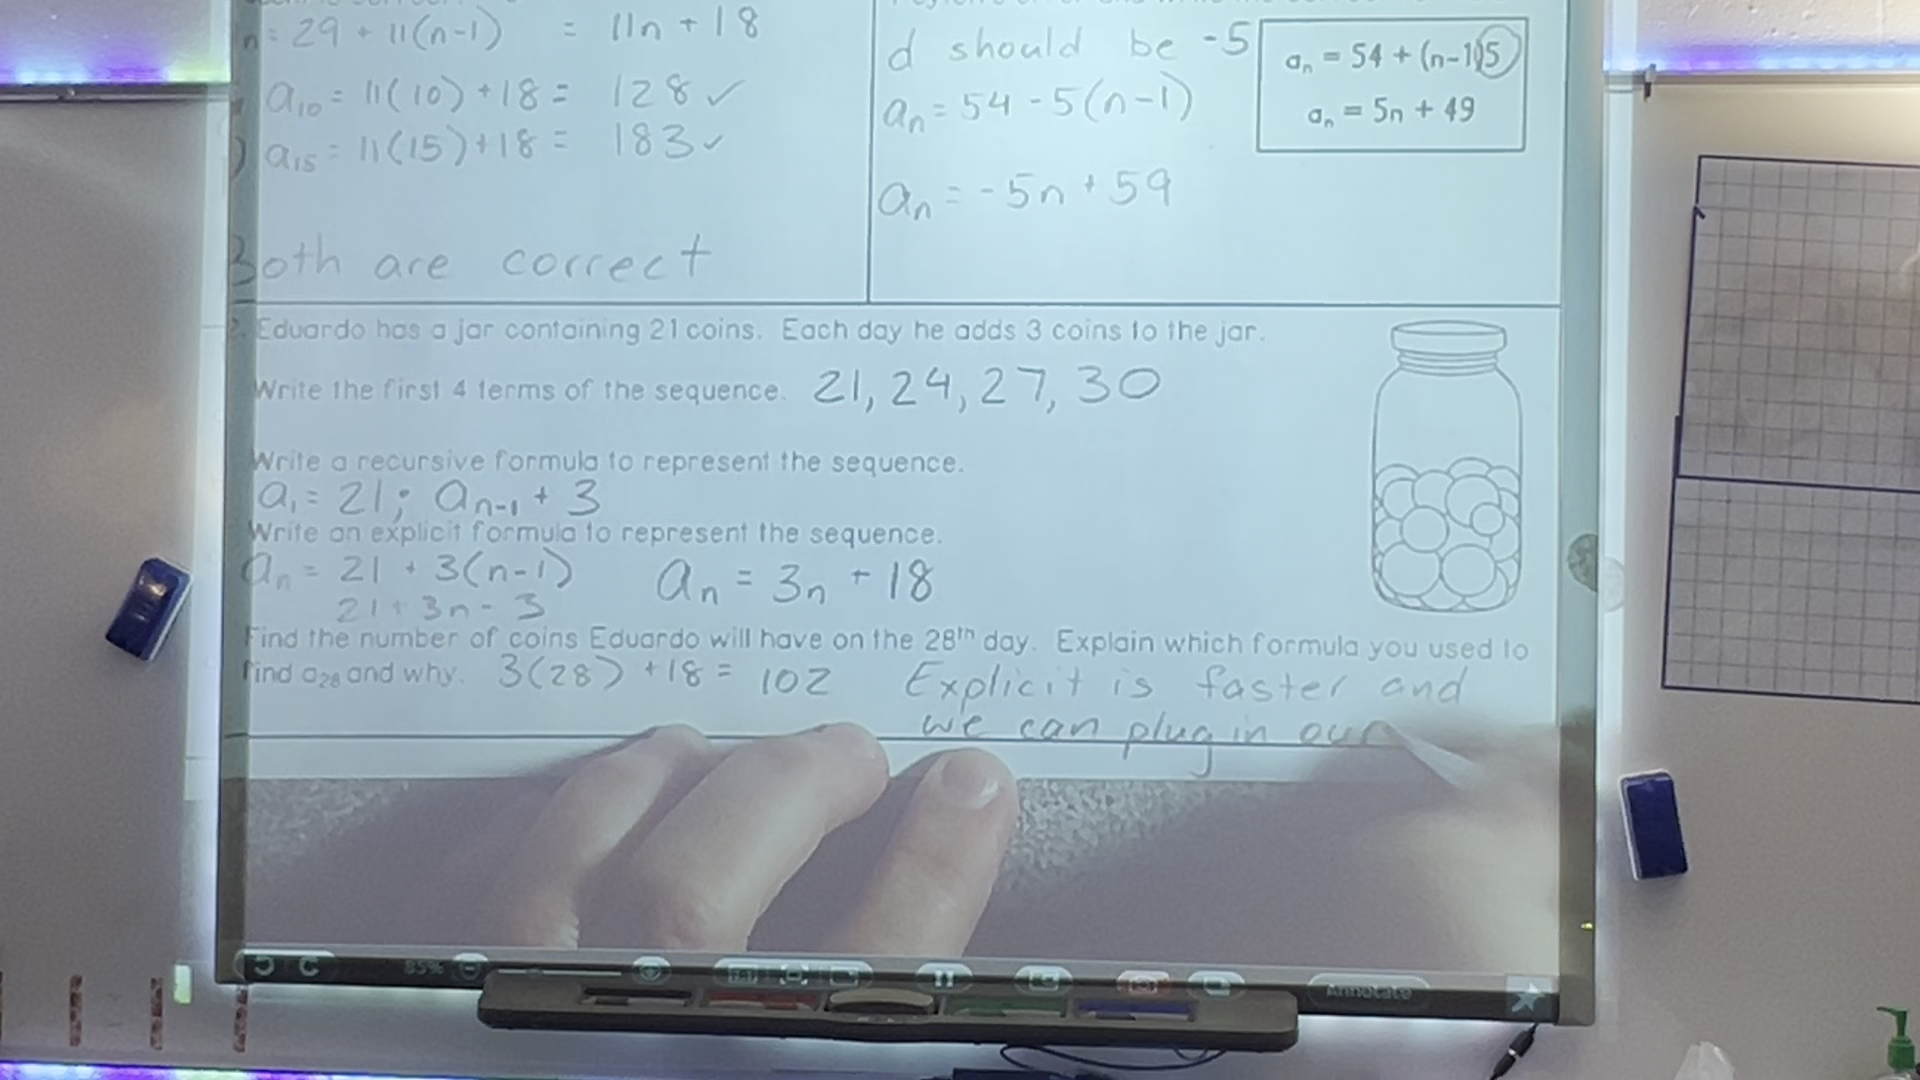 n = 29 + 11(n-1) = 11n + 18
a10 = 11(10) + 18 = 128 ✓
a15 = 11(15) + 18 = 183 ✓
Both are correct
d should be -5
an = 54 - 5(n-1)
an = -5n + 59
an = 54 + (n-1)5
an = 5n + 49
Eduardo has a jar containing 21 coins. Each day he adds 3 coins to the jar.
Write the first 4 terms of the sequence. 21, 24, 27, 30
Write a recursive formula to represent the sequence.
a1 = 21; an-1 + 3
Write an explicit formula to represent the sequence.
an = 21 + 3(n-1) an = 3n + 18
21 + 3n - 3
Find the number of coins Eduardo will have on the 28th day. Explain which formula you used to
find a28 and why. 3(28) + 18 = 102 Explicit is faster and
we can plug in our
85%
Annotate